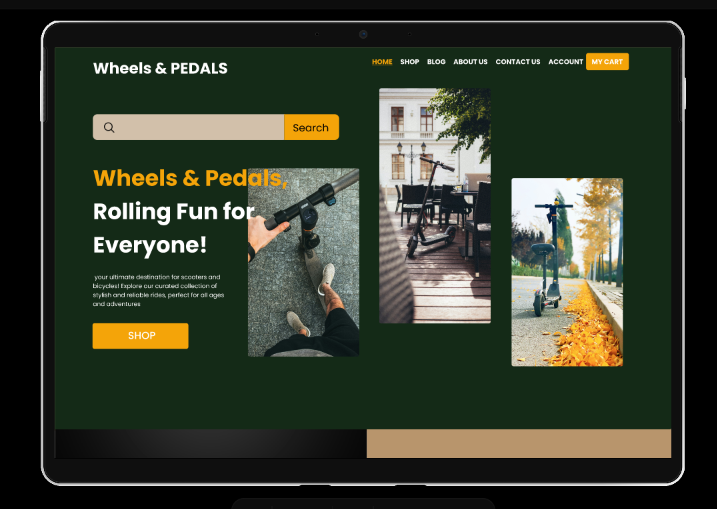 Wheels & PEDALS
HOME SHOP BLOG ABOUT US CONTACT US ACCOUNT MY CART
Search
Wheels & Pedals,
Rolling Fun for
Everyone!
your ultimate destination for scooters and
bicycles! Explore our curated collection of
stylish and reliable rides, perfect for all ages
and adventures
SHOP